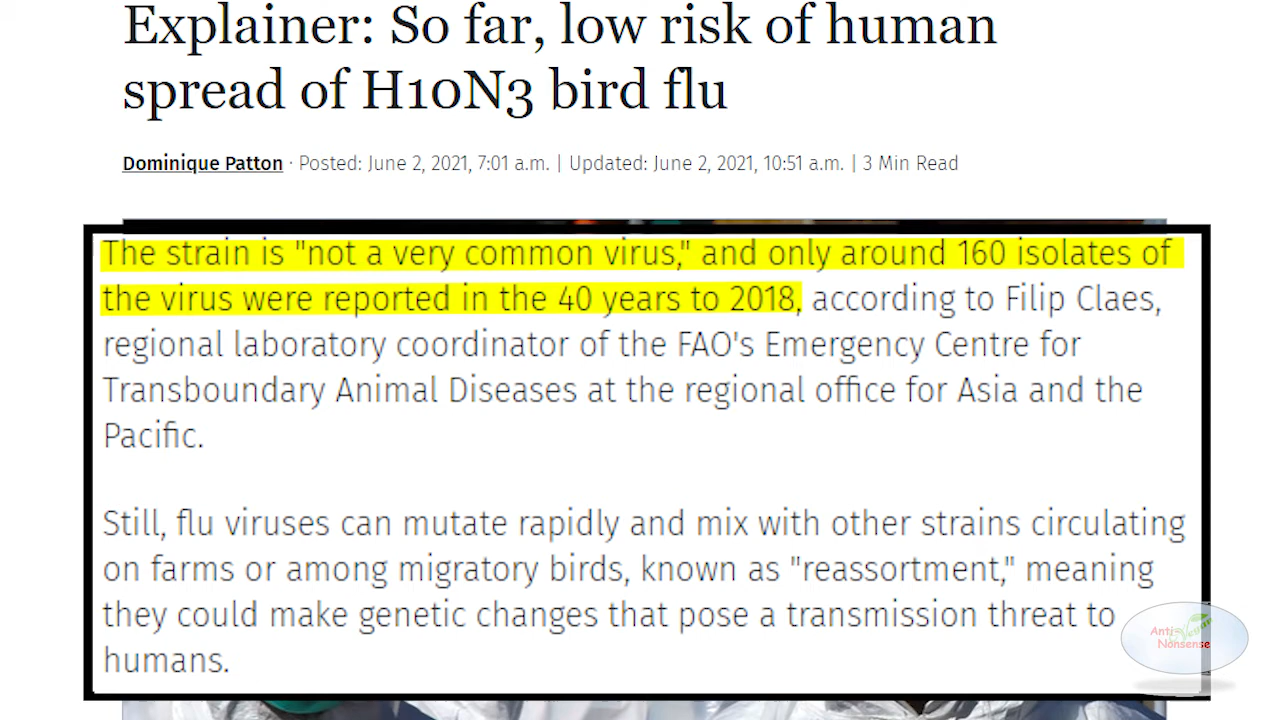 Explainer: So far, low risk of human
spread of H10N3 bird flu
Dominique Patton · Posted: June 2, 2021, 7:01 a.m. | Updated: June 2, 2021, 10:51 a.m. | 3 Min Read
The strain is "not a very common virus," and only around 160 isolates of
the virus were reported in the 40 years to 2018, according to Filip Claes,
regional laboratory coordinator of the FAO's Emergency Centre for
Transboundary Animal Diseases at the regional office for Asia and the
Pacific.
Still, flu viruses can mutate rapidly and mix with other strains circulating
on farms or among migratory birds, known as "reassortment," meaning
they could make genetic changes that pose a transmission threat to
humans.
Anti Vegan
Nonsense